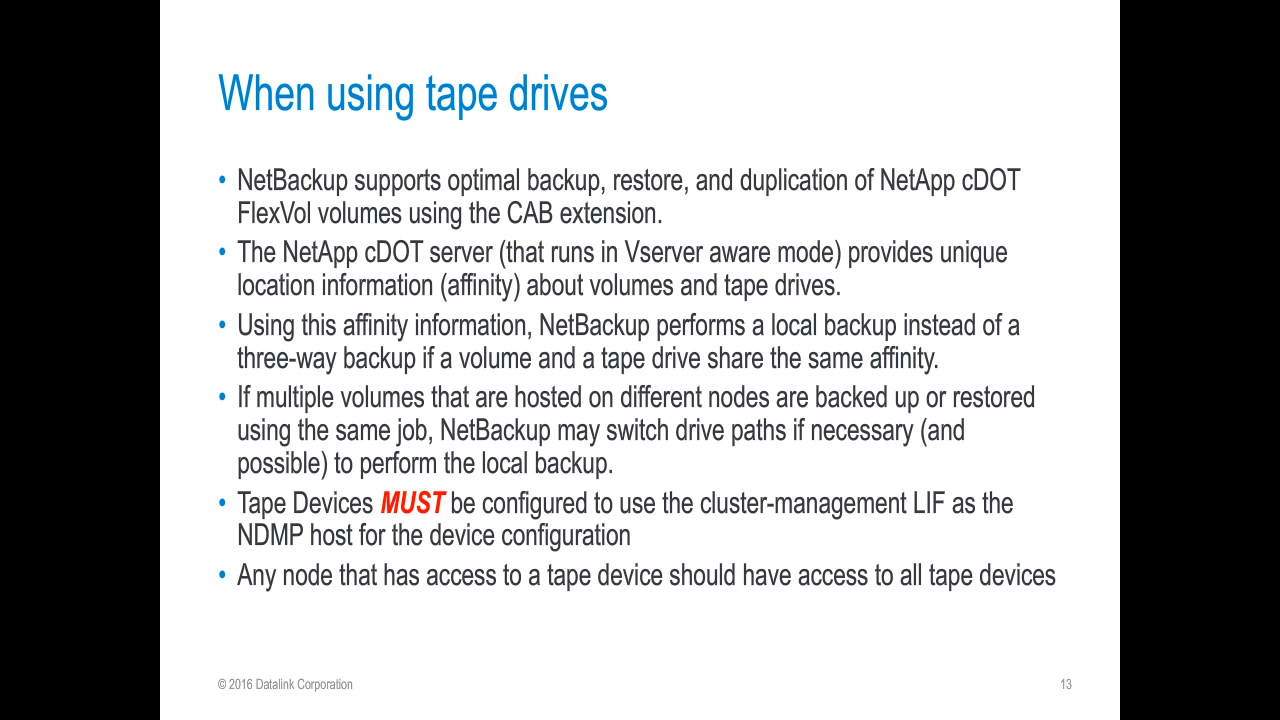 When using tape drives
• NetBackup supports optimal backup, restore, and duplication of NetApp cDOT
FlexVol volumes using the CAB extension.
• The NetApp cDOT server (that runs in Vserver aware mode) provides unique
location information (affinity) about volumes and tape drives.
• Using this affinity information, NetBackup performs a local backup instead of a
three-way backup if a volume and a tape drive share the same affinity.
• If multiple volumes that are hosted on different nodes are backed up or restored
using the same job, NetBackup may switch drive paths if necessary (and
possible) to perform the local backup.
• Tape Devices MUST be configured to use the cluster-management LIF as the
NDMP host for the device configuration
• Any node that has access to a tape device should have access to all tape devices
© 2016 Datalink Corporation
13